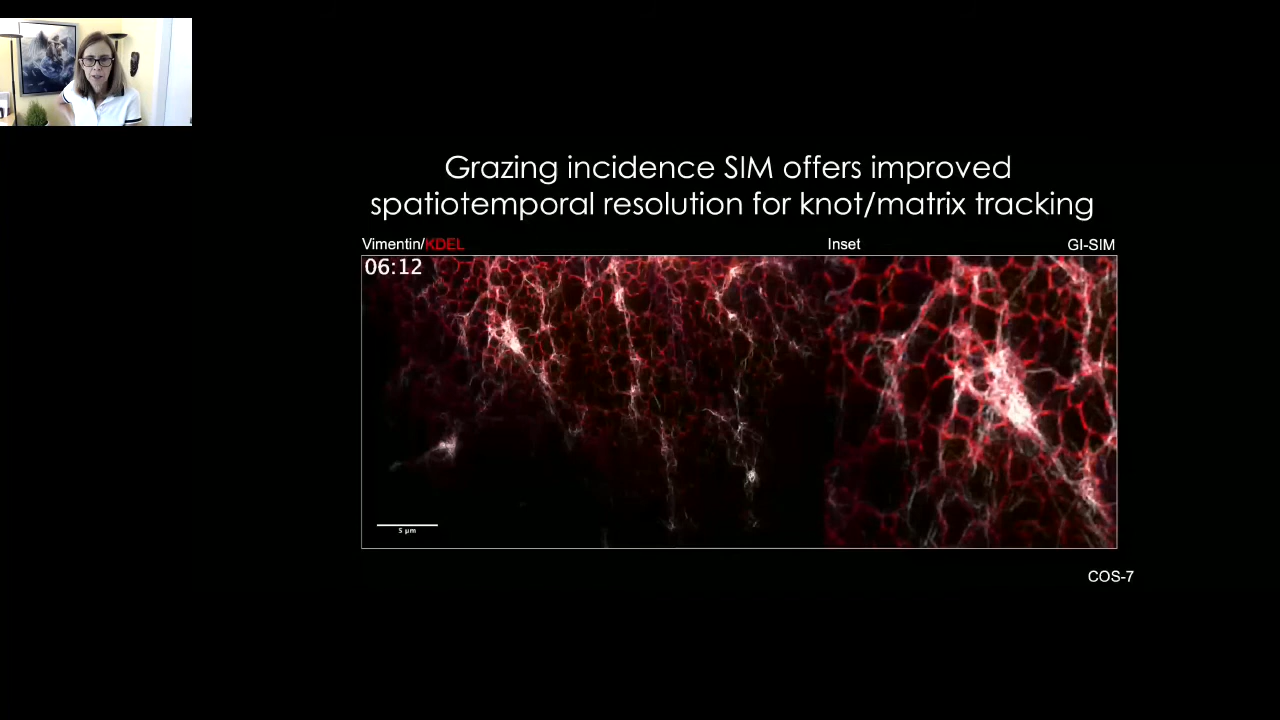 Grazing incidence SIM offers improved
spatiotemporal resolution for knot/matrix tracking
Vimentin/KDEL
Inset
GI-SIM
06:12
5 µm
COS-7